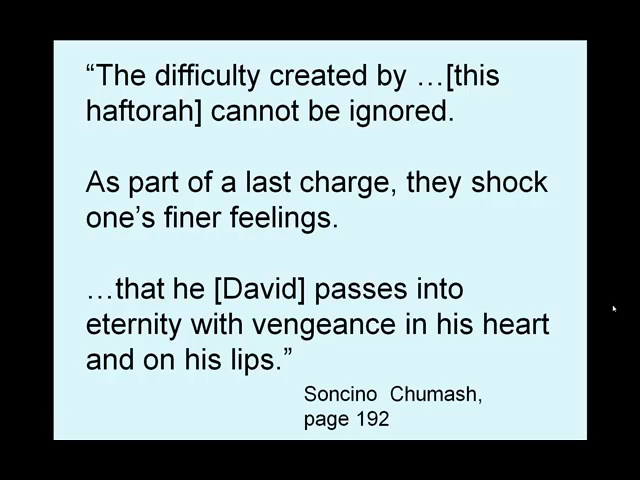 “The difficulty created by …[this
haftorah] cannot be ignored.
As part of a last charge, they shock
one’s finer feelings.
…that he [David] passes into
eternity with vengeance in his heart
and on his lips.”
Soncino Chumash,
page 192